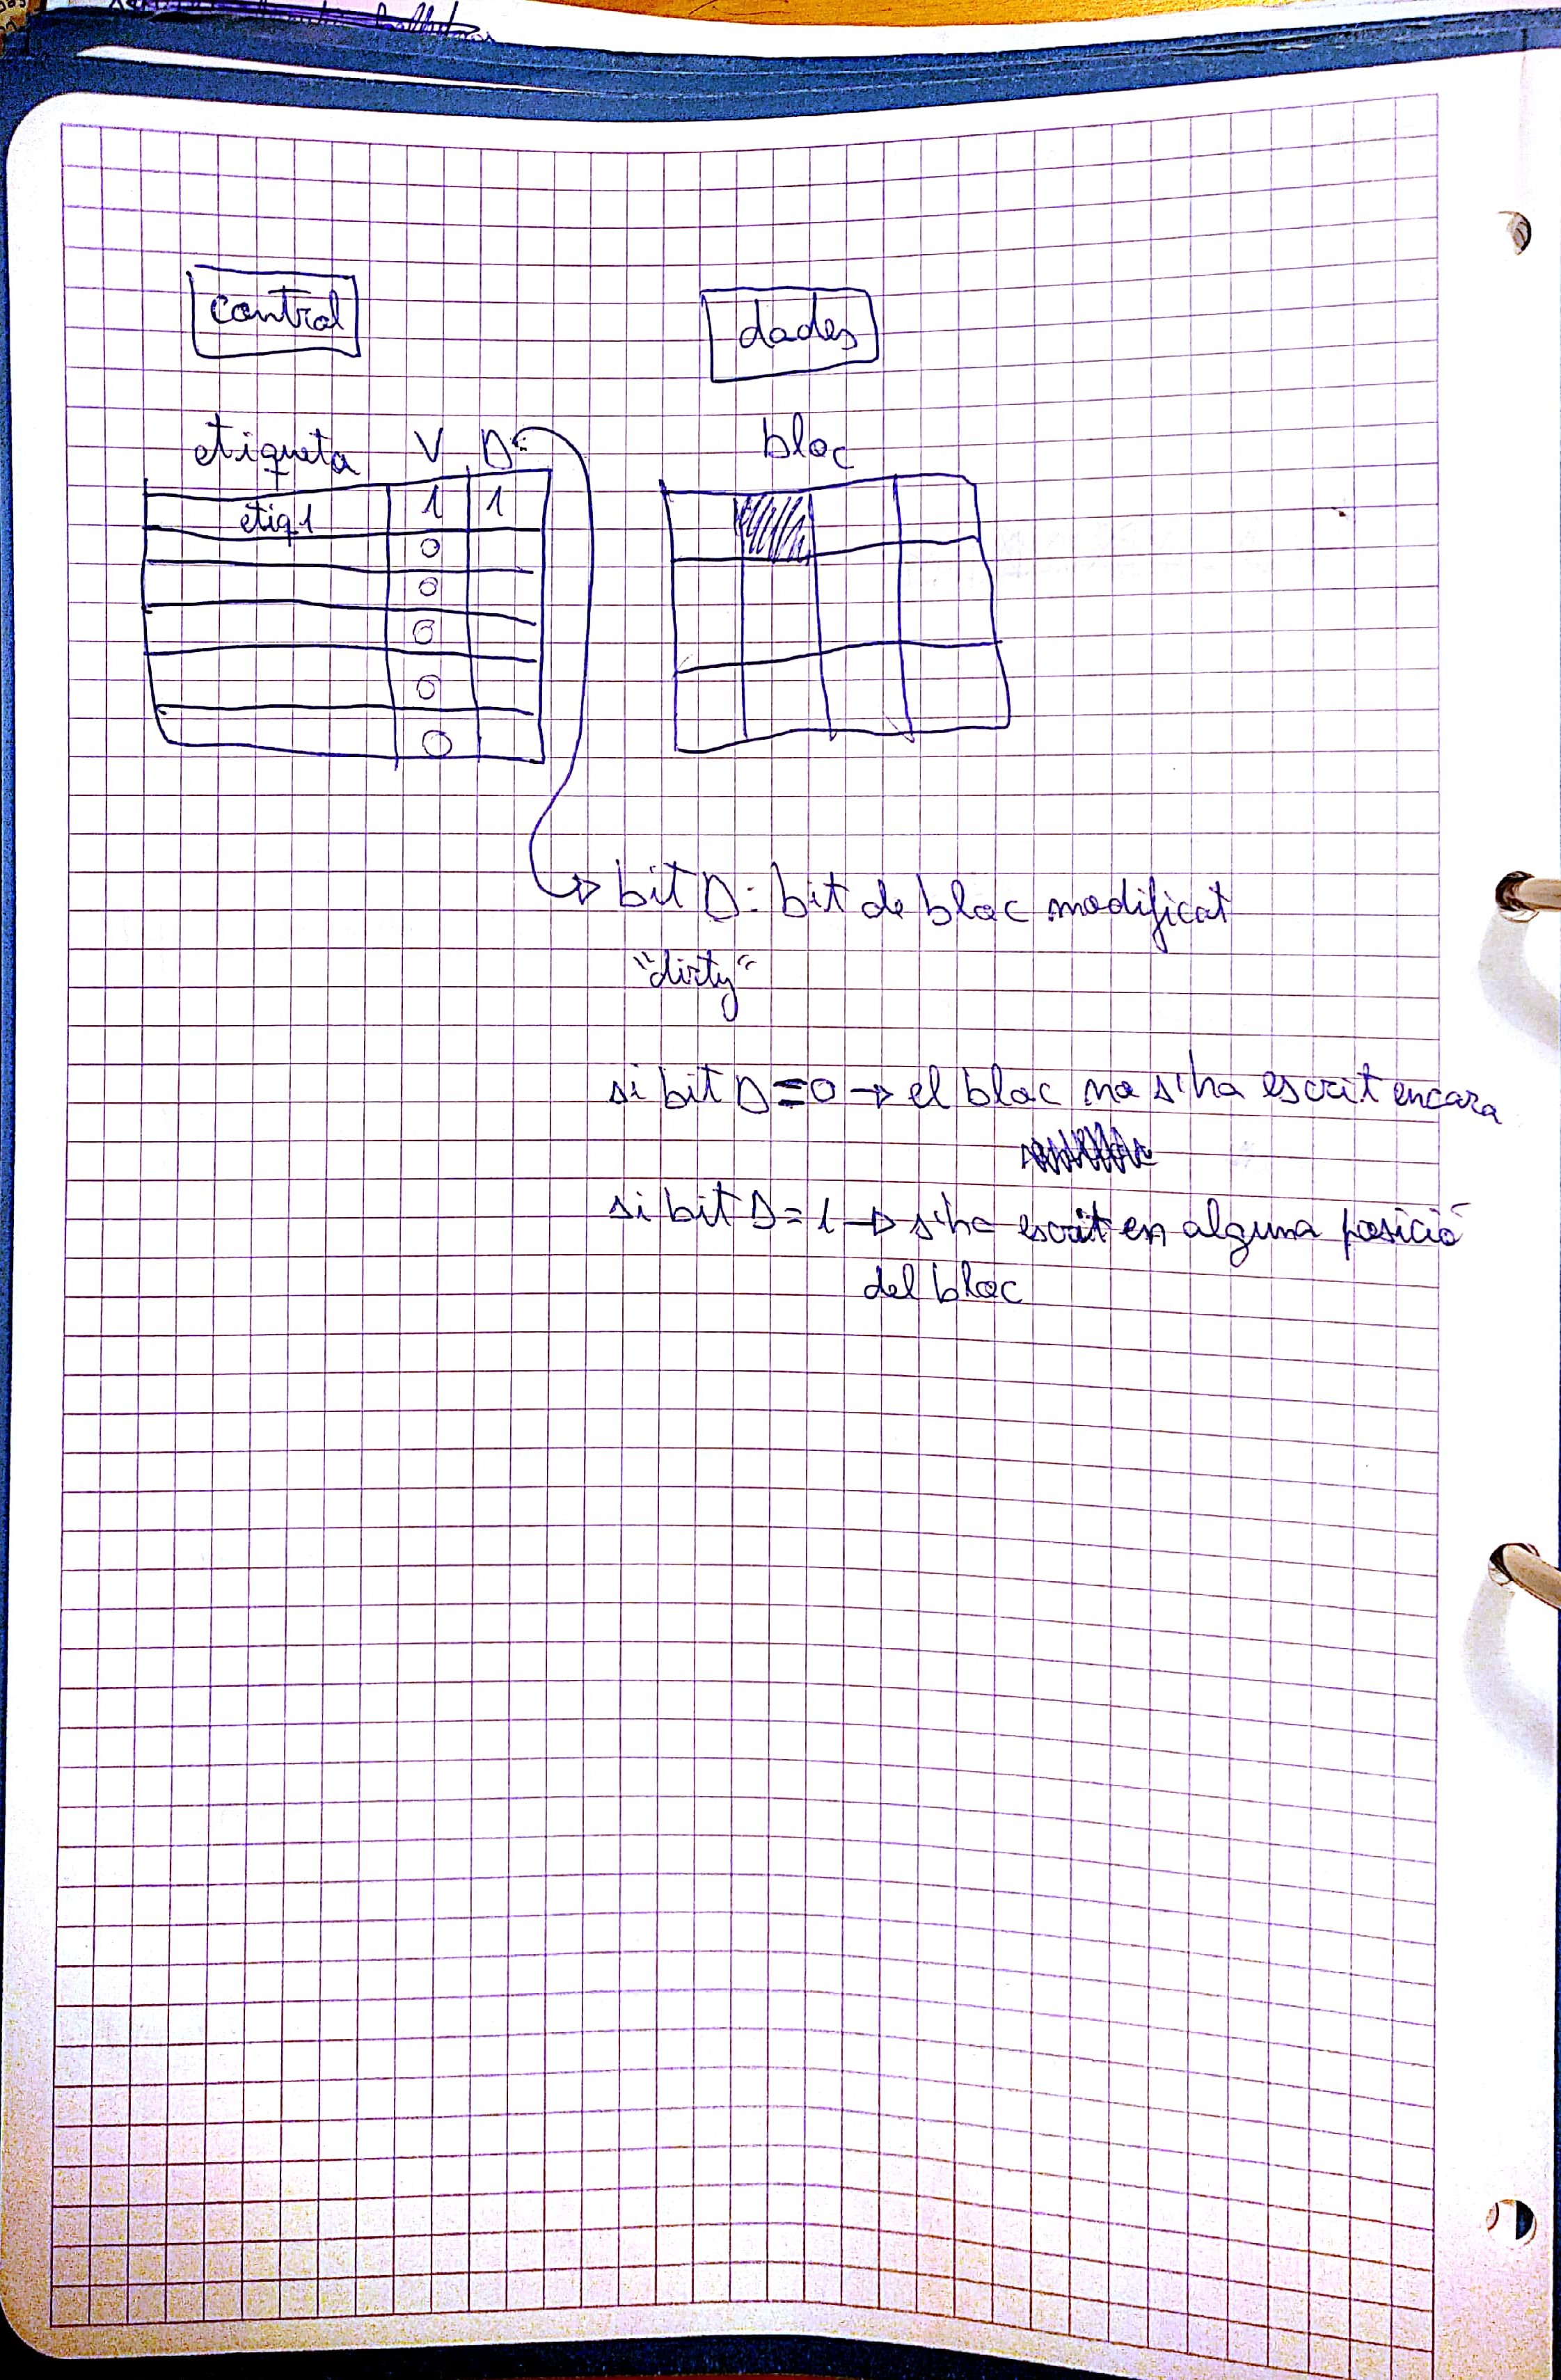 control dades
etiqueta V D bloc
etiq1 1 1
0
0
0
0
0
bit D: bit de bloc modificat
"dirty"
si bit D=0 → el bloc no s'ha escrit encara
si bit D=1 → s'ha escrit en alguna posició
del bloc